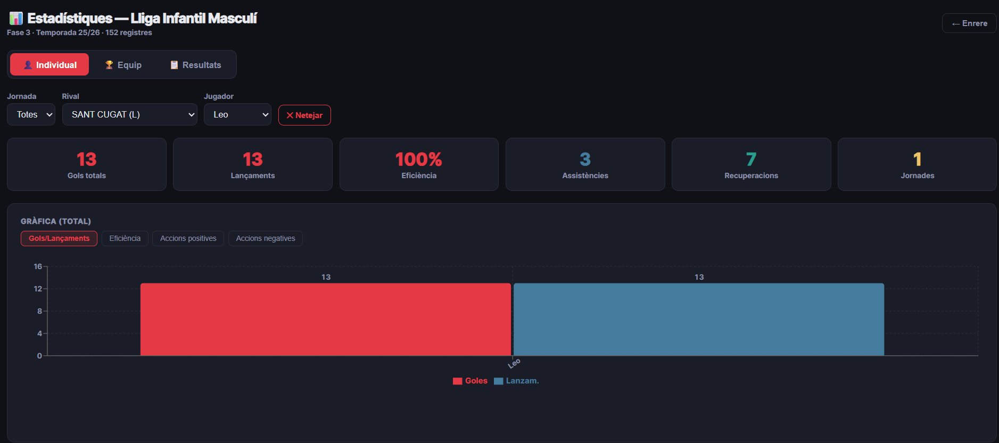 Estadístiques — Lliga Infantil Masculí
Fase 3 · Temporada 25/26 · 152 registres
← Enrere
Individual
Equip
Resultats
Jornada
Rival
Jugador
Totes
SANT CUGAT (L)
Leo
✕ Netejar
13
Gols totals
13
Lançaments
100%
Eficiència
3
Assistències
7
Recuperacions
1
Jornades
GRÀFICA (TOTAL)
Gols/Lançaments
Eficiència
Accions positives
Accions negatives
16
12
8
4
0
13
13
Leo
Goles
Lanzam.